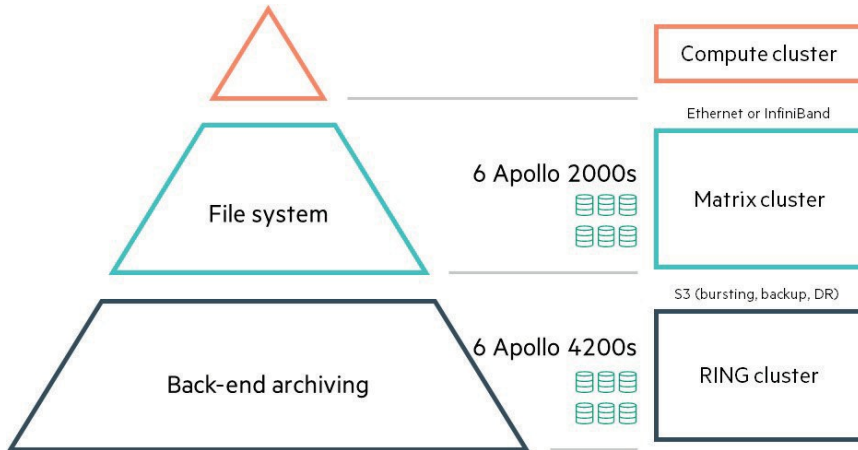 Compute cluster
Ethernet or InfiniBand
File system
6 Apollo 2000s
Matrix cluster
S3 (bursting, backup, DR)
Back-end archiving
6 Apollo 4200s
RING cluster